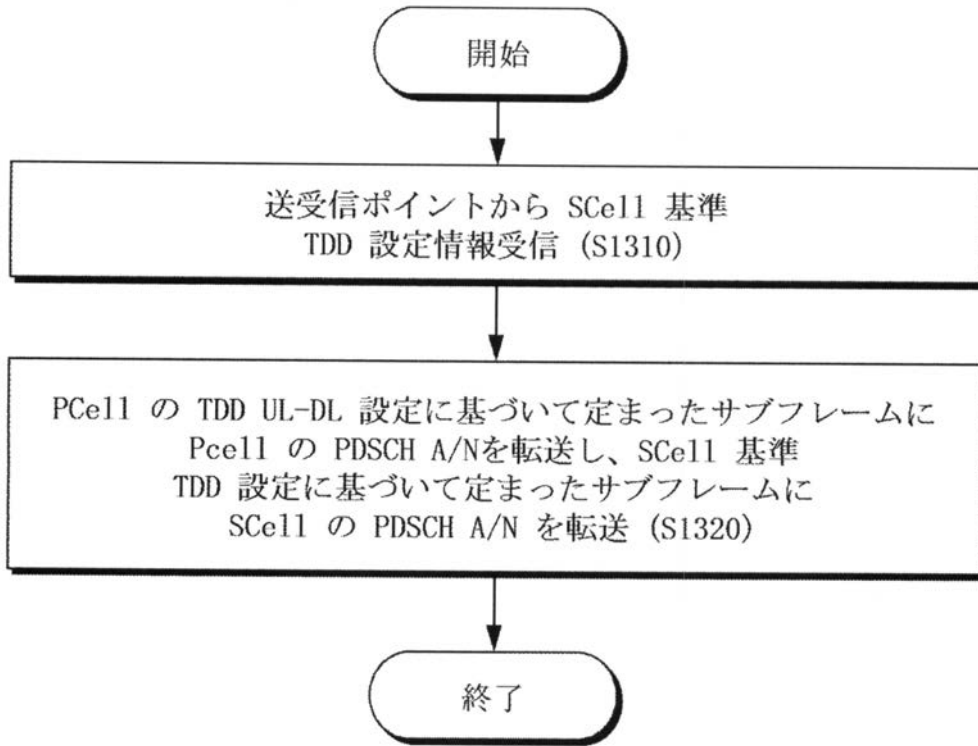 開始
送受信ポイントから SCell 基準
TDD 設定情報受信 (S1310)
PCell の TDD UL-DL 設定に基づいて定まったサブフレームに
Pcell の PDSCH A/Nを転送し、SCell 基準
TDD 設定に基づいて定まったサブフレームに
SCell の PDSCH A/N を転送 (S1320)
終了